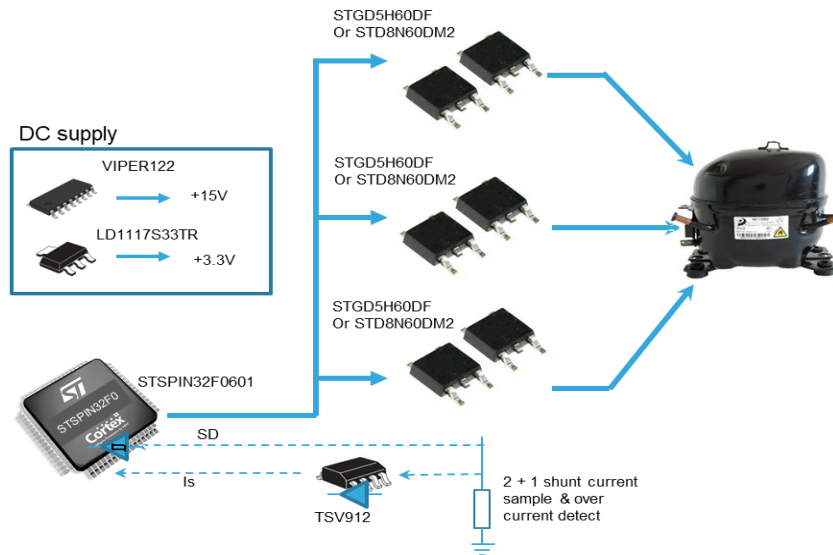 STGD5H60DF
Or STD8N60DM2
DC supply
VIPER122
+15V
LD1117S33TR
+3.3V
STGD5H60DF
Or STD8N60DM2
STGD5H60DF
Or STD8N60DM2
STSPIN32F0601
STSPIN32F0
Cortex
SD
Is
TSV912
2 + 1 shunt current
sample & over
current detect